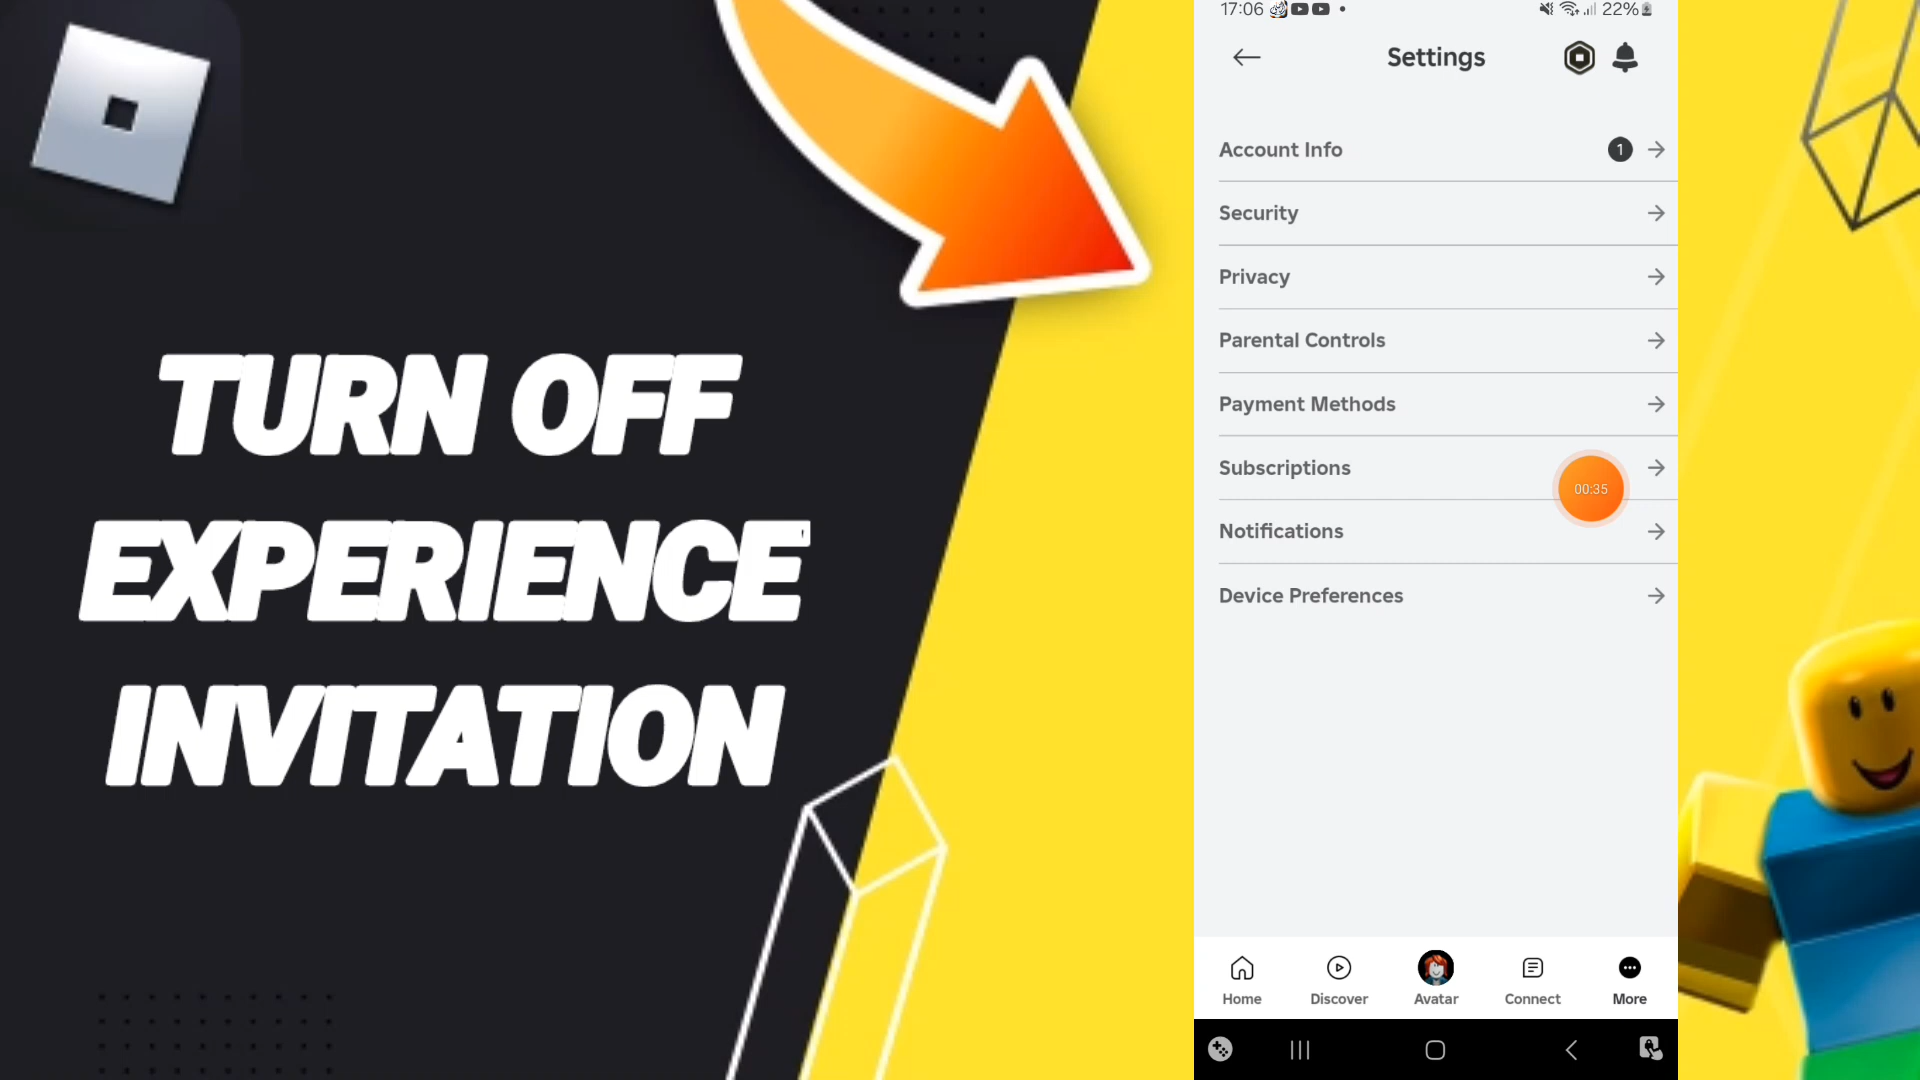 TURN OFF
EXPERIENCE
INVITATION
17:06
22%
Settings
Account Info
1
Security
Privacy
Parental Controls
Payment Methods
Subscriptions
00:35
Notifications
Device Preferences
Home
Discover
Avatar
Connect
More